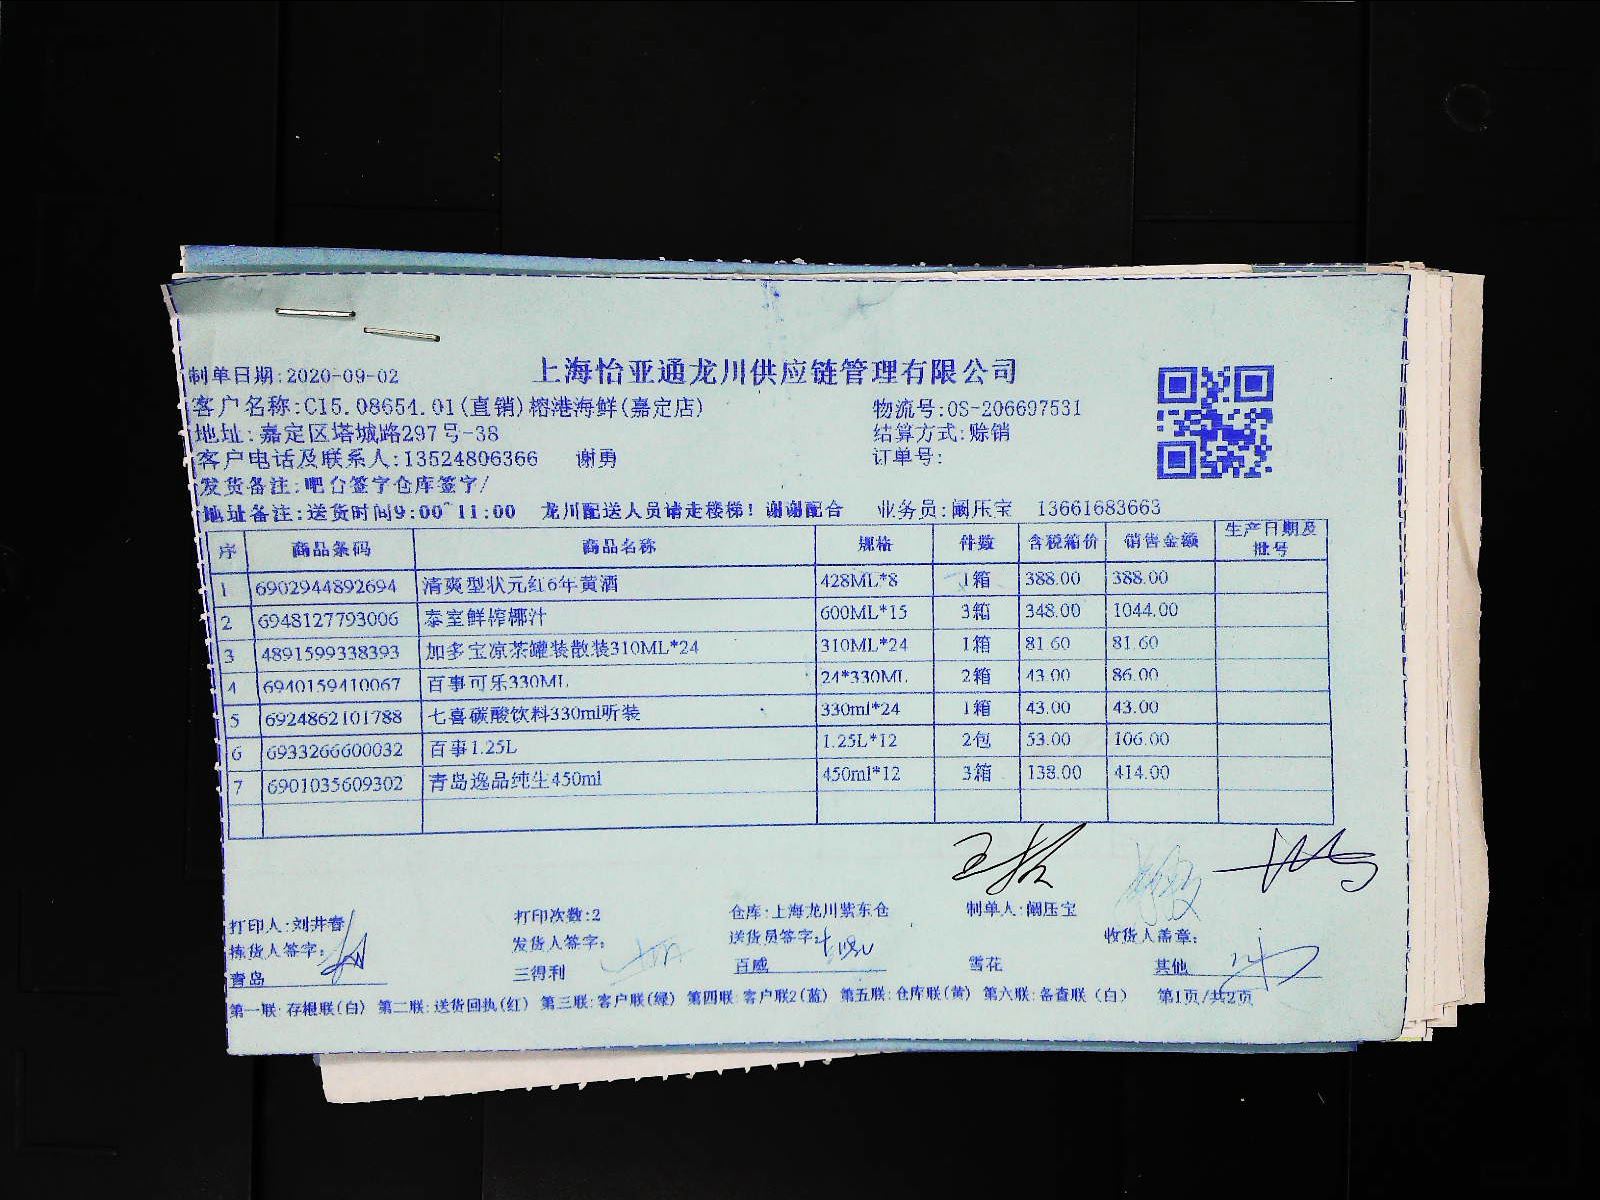 上海怡亚通龙川供应链管理有限公司
制单日期:2020-09-02
客户名称:C15.08654.01(直销)榕港海鲜(嘉定店) 物流号:OS-206697531
地址:嘉定区塔城路297号-38 结算方式:赊销
客户电话及联系人:13524806366 谢勇 订单号:
发货备注:吧台签字仓库签字/
地址备注:送货时间9:00~11:00 龙川配送人员请走楼梯!谢谢配合 业务员:阚压宝 13661683663
序 商品条码 商品名称 规格 件数 含税箱价 销售金额 生产日期及批号
1 6902944892694 清爽型状元红6年黄酒 428ML*8 1箱 388.00 388.00
2 6948127793006 泰室鲜榨椰汁 600ML*15 3箱 348.00 1044.00
3 4891599338393 加多宝凉茶罐装散装310ML*24 310ML*24 1箱 81.60 81.60
4 6940159410067 百事可乐330ML 24*330ML 2箱 43.00 86.00
5 6924862101788 七喜碳酸饮料330ml听装 330ml*24 1箱 43.00 43.00
6 6933266600032 百事1.25L 1.25L*12 2包 53.00 106.00
7 6901035609302 青岛逸品纯生450ml 450ml*12 3箱 138.00 414.00
打印人:刘井春 打印次数:2 仓库:上海龙川紫东仓 制单人:阚压宝
拣货人签字: 发货人签字: 送货员签字: 收货人盖章:
青岛 三得利 百威 雪花 其他
第一联:存根联(白) 第二联:送货回执(红) 第三联:客户联(绿) 第四联:客户联2(蓝) 第五联:仓库联(黄) 第六联:备查联(白) 第1页/共2页